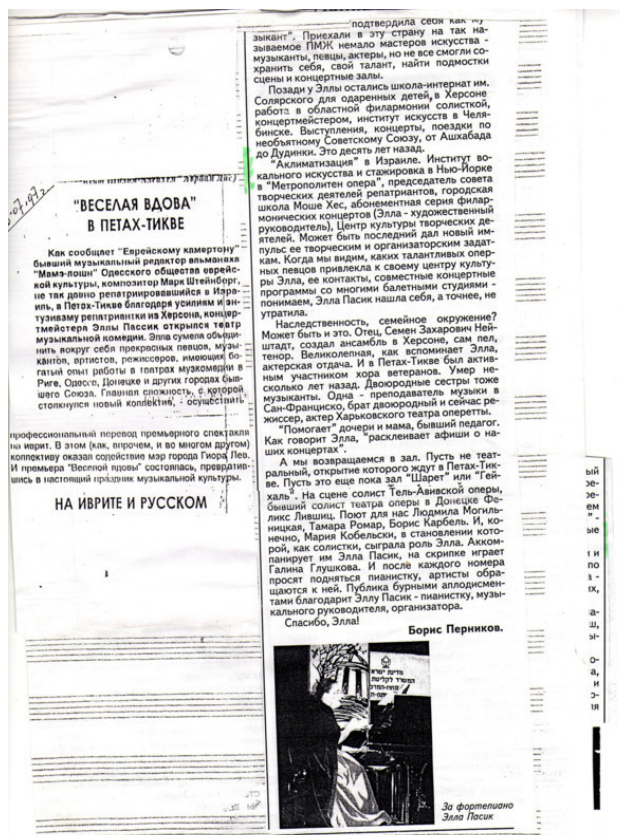 "ВЕСЕЛАЯ ВДОВА"
В ПЕТАХ-ТИКВЕ
Как сообщает "Еврейскому камертону"
бывший музыкальный редактор альманаха
"Мамэ-лошн" Одесского общества еврейс-
кой культуры, композитор Марк Штейнберг,
не так давно репатриировавшийся в Изра-
иль, в Петах-Тикве благодаря усилиям и эн-
тузиазму репатриантки из Херсона, концер-
тмейстера Эллы Пассик открылся театр
музыкальной комедии. Элла сумела объеди-
нить вокруг себя прекрасных певцов, музы-
кантов, артистов, режиссеров, имеющих бо-
гатый опыт работы в театрах музкомедии в
Риге, Одессе, Донецке и других городах быв-
шего Союза. Главная сложность, с которой
столкнулся новый коллектив, - осуществить
профессиональный перевод премьерного спектакля
на иврит. В этом (как, впрочем, и во многом другом)
коллективу оказал содействие мэр города Гиора Лев.
И премьера "Веселой вдовы" состоялась, превратив-
шись в настоящий праздник музыкальной культуры.
НА ИВРИТЕ И РУССКОМ
подтвердила себя как му
зыкант". Приехали в эту страну на так на-
зываемое ПМЖ немало мастеров искусства -
музыканты, певцы, актеры, но не все смогли со-
хранить себя, свой талант, найти подмостки
сцены и концертные залы.
Позади у Эллы остались школа-интернат им.
Солярского для одаренных детей, в Херсоне
работа в областной филармонии солисткой,
концертмейстером, институт искусств в Челя-
бинске. Выступления, концерты, поездки по
необъятному Советскому Союзу, от Ашхабада
до Дудинки. Это десять лет назад.
"Аклиматизация" в Израиле. Институт во-
кального искусства и стажировка в Нью-Йорке
в "Метрополитен опера", председатель совета
творческих деятелей репатриантов, городская
школа Моше Хес, абонементная серия филар-
монических концертов (Элла - художественный
руководитель), Центр культуры творческих де-
ятелей. Может быть последний дал новый им-
пульс ее творческим и организаторским задат-
кам. Когда мы видим, каких талантливых опер-
ных певцов привлекла к своему центру культу-
ры Элла, ее контакты, совместные концертные
программы со многими балетными студиями -
понимаем, Элла Пасик нашла себя, а точнее, не
утратила.
Наследственность, семейное окружение?
Может быть и это. Отец, Семен Захарович Ней-
штадт, создал ансамбль в Херсоне, сам пел,
тенор. Великолепная, как вспоминает Элла,
актерская отдача. И в Петах-Тикве был актив-
ным участником хора ветеранов. Умер не-
сколько лет назад. Двоюродные сестры тоже
музыканты. Одна - преподаватель музыки в
Сан-Франциско, брат двоюродный и сейчас ре-
жиссер, актер Харьковского театра оперетты.
"Помогает" дочери и мама, бывший педагог.
Как говорит Элла, "расклеивает афиши о на-
ших концертах".
А мы возвращаемся в зал. Пусть не теат-
ральный, открытие которого ждут в Петах-Тик-
ве. Пусть это еще пока зал "Шарет" или "Гей-
халь". На сцене солист Тель-Авивской оперы,
бывший солист театра оперы в Донецке Фе-
ликс Лившиц. Поют для нас Людмила Могиль-
ницкая, Тамара Ромар, Борис Карбель. И, ко-
нечно, Мария Кобельски, в становлении кото-
рой, как солистки, сыграла роль Элла. Акком-
панирует им Элла Пасик, на скрипке играет
Галина Глушкова. И после каждого номера
просят подняться пианистку, артисты обра-
щаются к ней. Публика бурными аплодисмен-
тами благодарит Эллу Пасик - пианистку, музы-
кального руководителя, организатора.
Спасибо, Элла!
Борис Перников.
За фортепиано
Элла Пасик